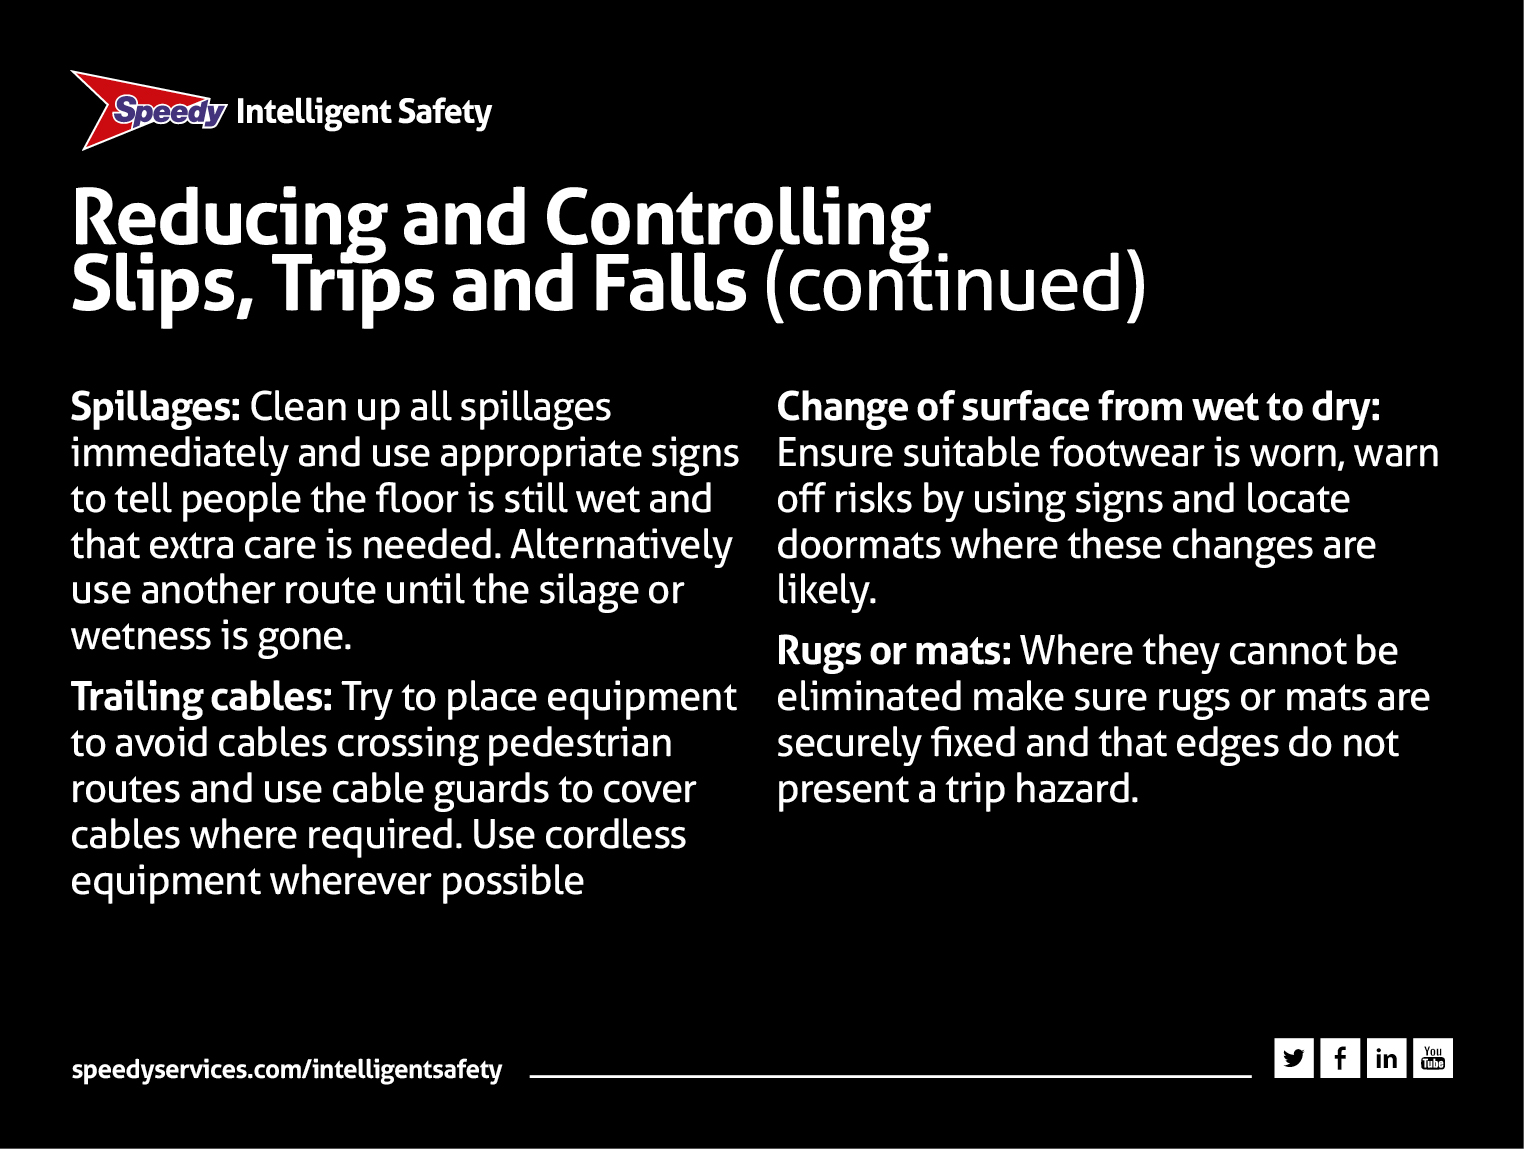 Speedy Intelligent Safety
Reducing and Controlling
Slips, Trips and Falls (continued)
Spillages: Clean up all spillages
immediately and use appropriate signs
to tell people the floor is still wet and
that extra care is needed. Alternatively
use another route until the silage or
wetness is gone.
Trailing cables: Try to place equipment
to avoid cables crossing pedestrian
routes and use cable guards to cover
cables where required. Use cordless
equipment wherever possible
Change of surface from wet to dry:
Ensure suitable footwear is worn, warn
off risks by using signs and locate
doormats where these changes are
likely.
Rugs or mats: Where they cannot be
eliminated make sure rugs or mats are
securely fixed and that edges do not
present a trip hazard.
speedyservices.com/intelligentsafety
f
in
You
Tube